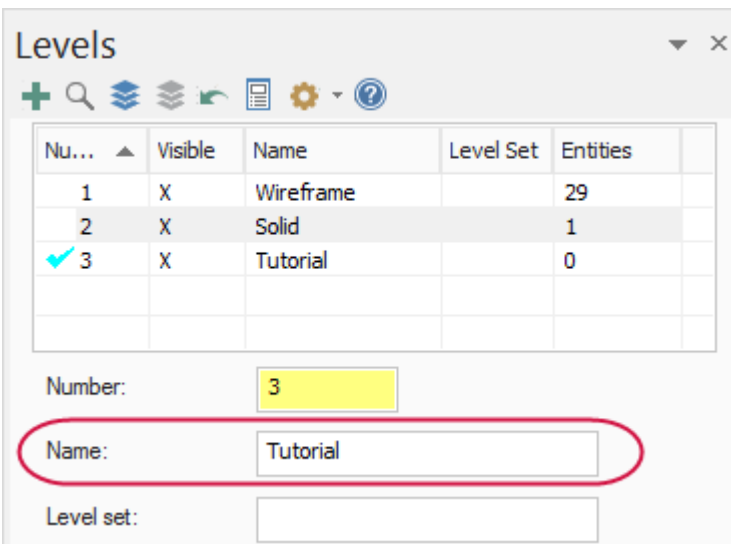 Levels
Nu... Visible Name Level Set Entities
1 X Wireframe 29
2 X Solid 1
3 X Tutorial 0
Number: 3
Name: Tutorial
Level set: